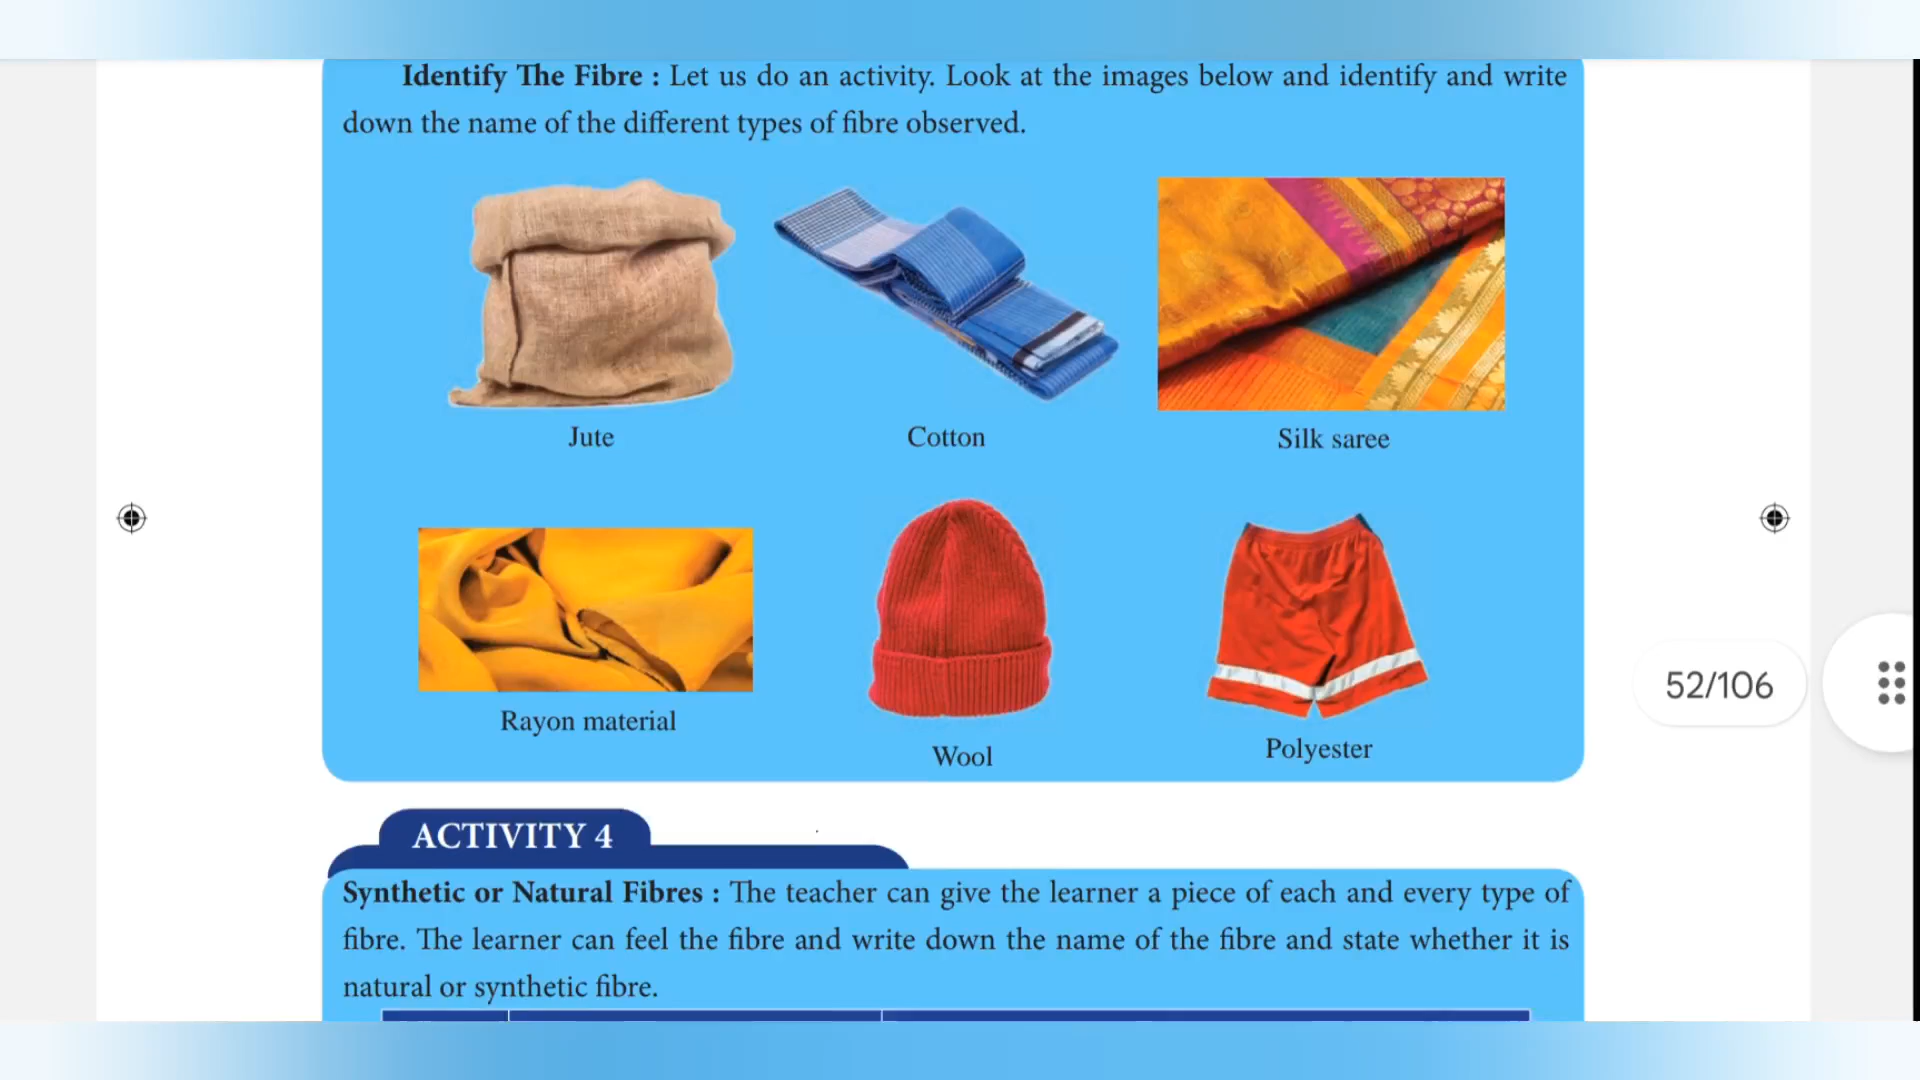 Identify The Fibre : Let us do an activity. Look at the images below and identify and write
down the name of the different types of fibre observed.
Jute
Cotton
Silk saree
Rayon material
Wool
Polyester
52/106
ACTIVITY 4
Synthetic or Natural Fibres : The teacher can give the learner a piece of each and every type of
fibre. The learner can feel the fibre and write down the name of the fibre and state whether it is
natural or synthetic fibre.